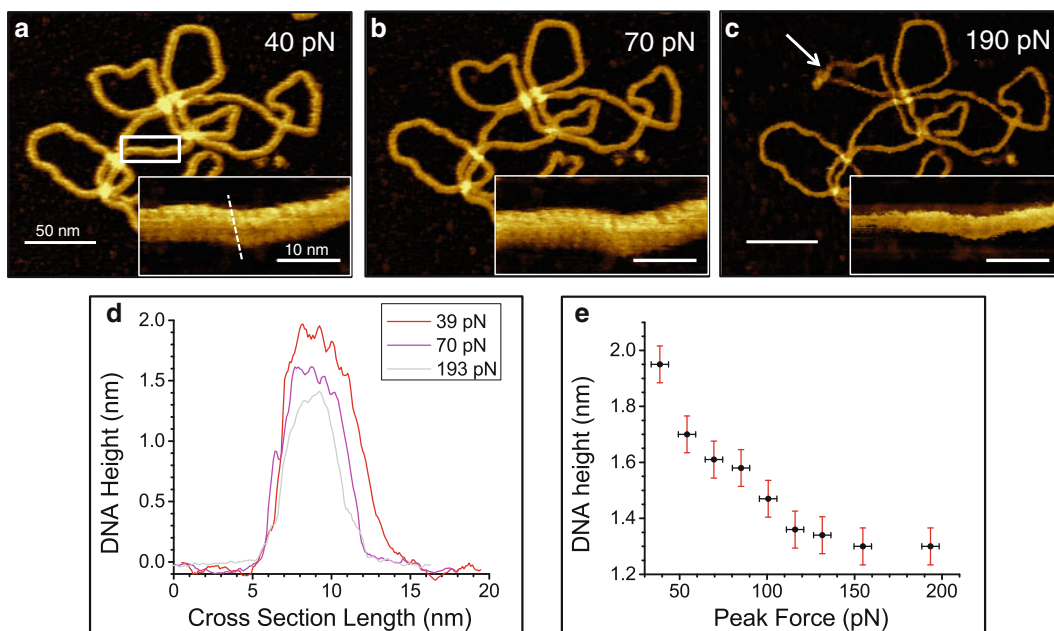 a
40 pN
50 nm
10 nm
b
70 pN
c
190 pN
d
DNA Height (nm)
2.0
1.5
1.0
0.5
0.0
0
5
10
15
20
Cross Section Length (nm)
39 pN
70 pN
193 pN
e
DNA height (nm)
2.0
1.8
1.6
1.4
1.2
50
100
150
200
Peak Force (pN)